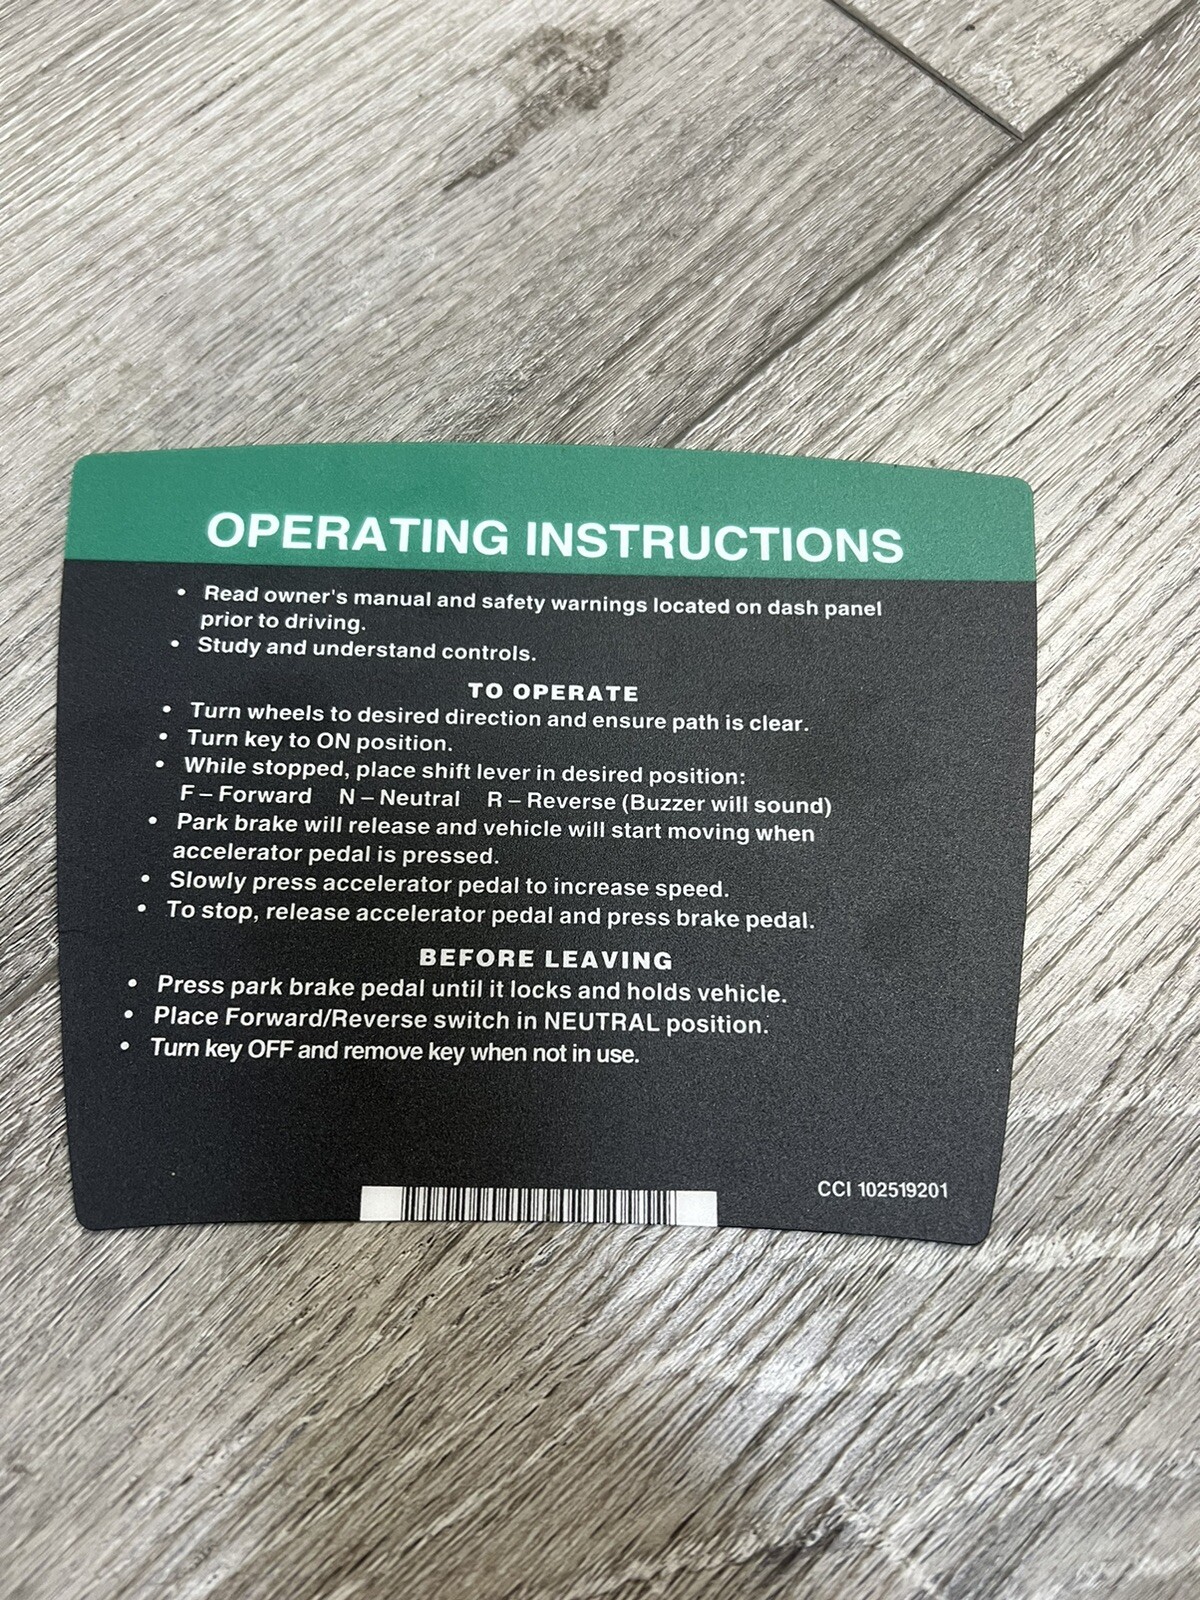 OPERATING INSTRUCTIONS
• Read owner's manual and safety warnings located on dash panel
prior to driving.
• Study and understand controls.
TO OPERATE
• Turn wheels to desired direction and ensure path is clear.
• Turn key to ON position.
• While stopped, place shift lever in desired position:
F – Forward N – Neutral R – Reverse (Buzzer will sound)
• Park brake will release and vehicle will start moving when
accelerator pedal is pressed.
• Slowly press accelerator pedal to increase speed.
• To stop, release accelerator pedal and press brake pedal.
BEFORE LEAVING
• Press park brake pedal until it locks and holds vehicle.
• Place Forward/Reverse switch in NEUTRAL position.
• Turn key OFF and remove key when not in use.
CCI 102519201